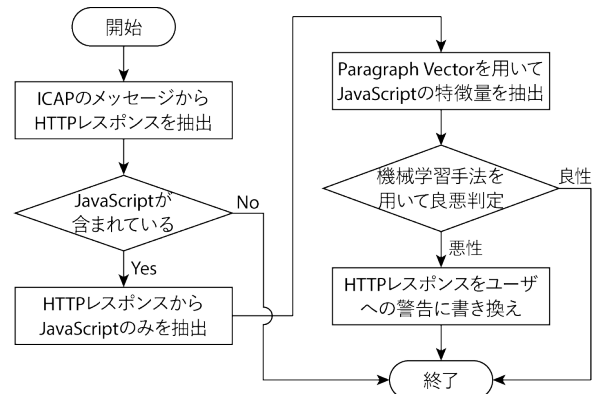 開始
ICAPのメッセージから
HTTPレスポンスを抽出
JavaScriptが
含まれている
No
Yes
HTTPレスポンスから
JavaScriptのみを抽出
Paragraph Vectorを用いて
JavaScriptの特徴量を抽出
機械学習手法を
用いて良悪判定
良性
悪性
HTTPレスポンスをユーザ
への警告に書き換え
終了